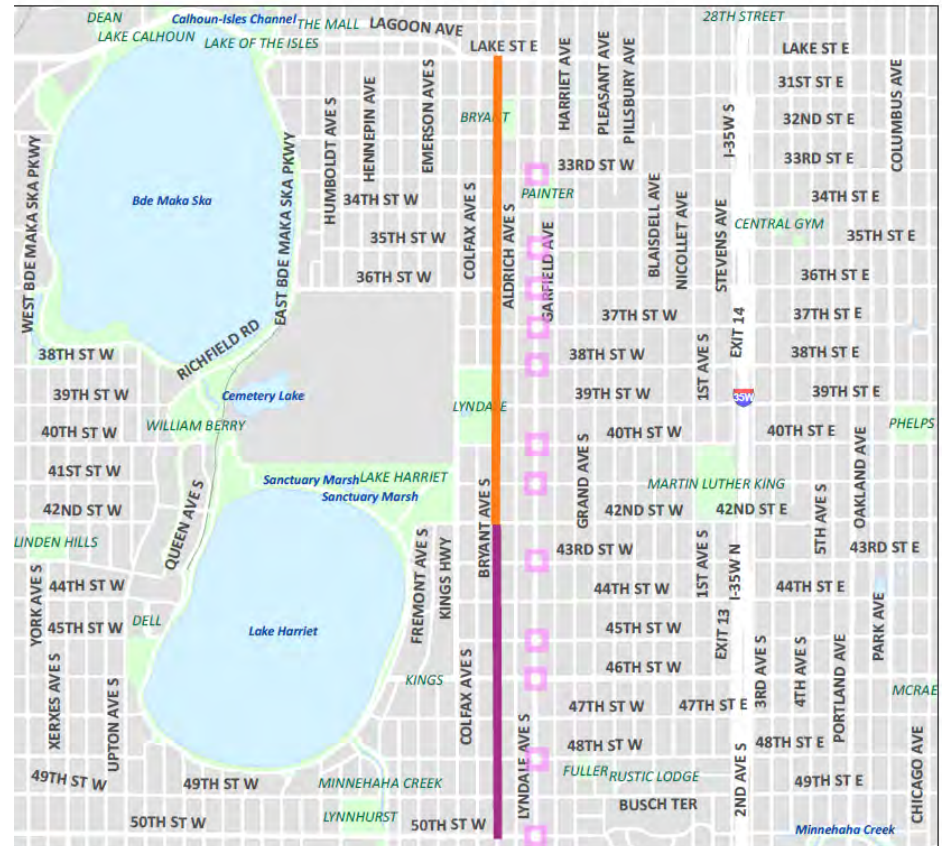 DEAN
Calhoun-Isles Channel
THE MALL
LAGOON AVE
28TH STREET
LAKE CALHOUN
LAKE OF THE ISLES
LAKE ST E
LAKE ST E
HARRIET AVE
PLEASANT AVE
PILLSBURY AVE
I-35W S
31ST ST E
COLUMBUS AVE
HUMBOLDT AVE S
HENNEPIN AVE
EMERSON AVE S
BRYANT
32ND ST E
33RD ST W
33RD ST E
WEST BDE MAKA SKA PKWY
EAST BDE MAKA SKA PKWY
Bde Maka Ska
34TH ST W
COLFAX AVE S
ALDRICH AVE S
PAINTER
GARFIELD AVE
BLAISDELL AVE
NICOLLET AVE
STEVENS AVE
34TH ST E
CENTRAL GYM
35TH ST W
35TH ST E
36TH ST W
36TH ST E
37TH ST W
EXIT 14
37TH ST E
RICHFIELD RD
38TH ST W
38TH ST W
1ST AVE S
38TH ST E
39TH ST W
Cemetery Lake
LYNDALE
39TH ST W
35W
39TH ST E
WILLIAM BERRY
40TH ST W
40TH ST W
40TH ST E
PHELPS
41ST ST W
Sanctuary Marsh
LAKE HARRIET
GRAND AVE S
MARTIN LUTHER KING
OAKLAND AVE
QUEEN AVE S
Sanctuary Marsh
BRYANT AVE S
42ND ST W
42ND ST W
42ND ST E
5TH AVE S
LINDEN HILLS
FREMONT AVE S
KINGS HWY
43RD ST W
43RD ST E
YORK AVE S
44TH ST W
44TH ST W
1ST AVE S
I-35W N
44TH ST E
45TH ST W
DELL
Lake Harriet
45TH ST W
EXIT 13
PARK AVE
XERXES AVE S
UPTON AVE S
KINGS
COLFAX AVE S
46TH ST W
3RD AVE S
4TH AVE S
PORTLAND AVE
MCRAE
47TH ST W
47TH ST E
LYNDALE AVE S
48TH ST W
48TH ST E
2ND AVE S
CHICAGO AVE
49TH ST W
49TH ST W
MINNEHAHA CREEK
FULLER
RUSTIC LODGE
49TH ST E
BUSCH TER
LYNNHURST
50TH ST W
50TH ST W
Minnehaha Creek